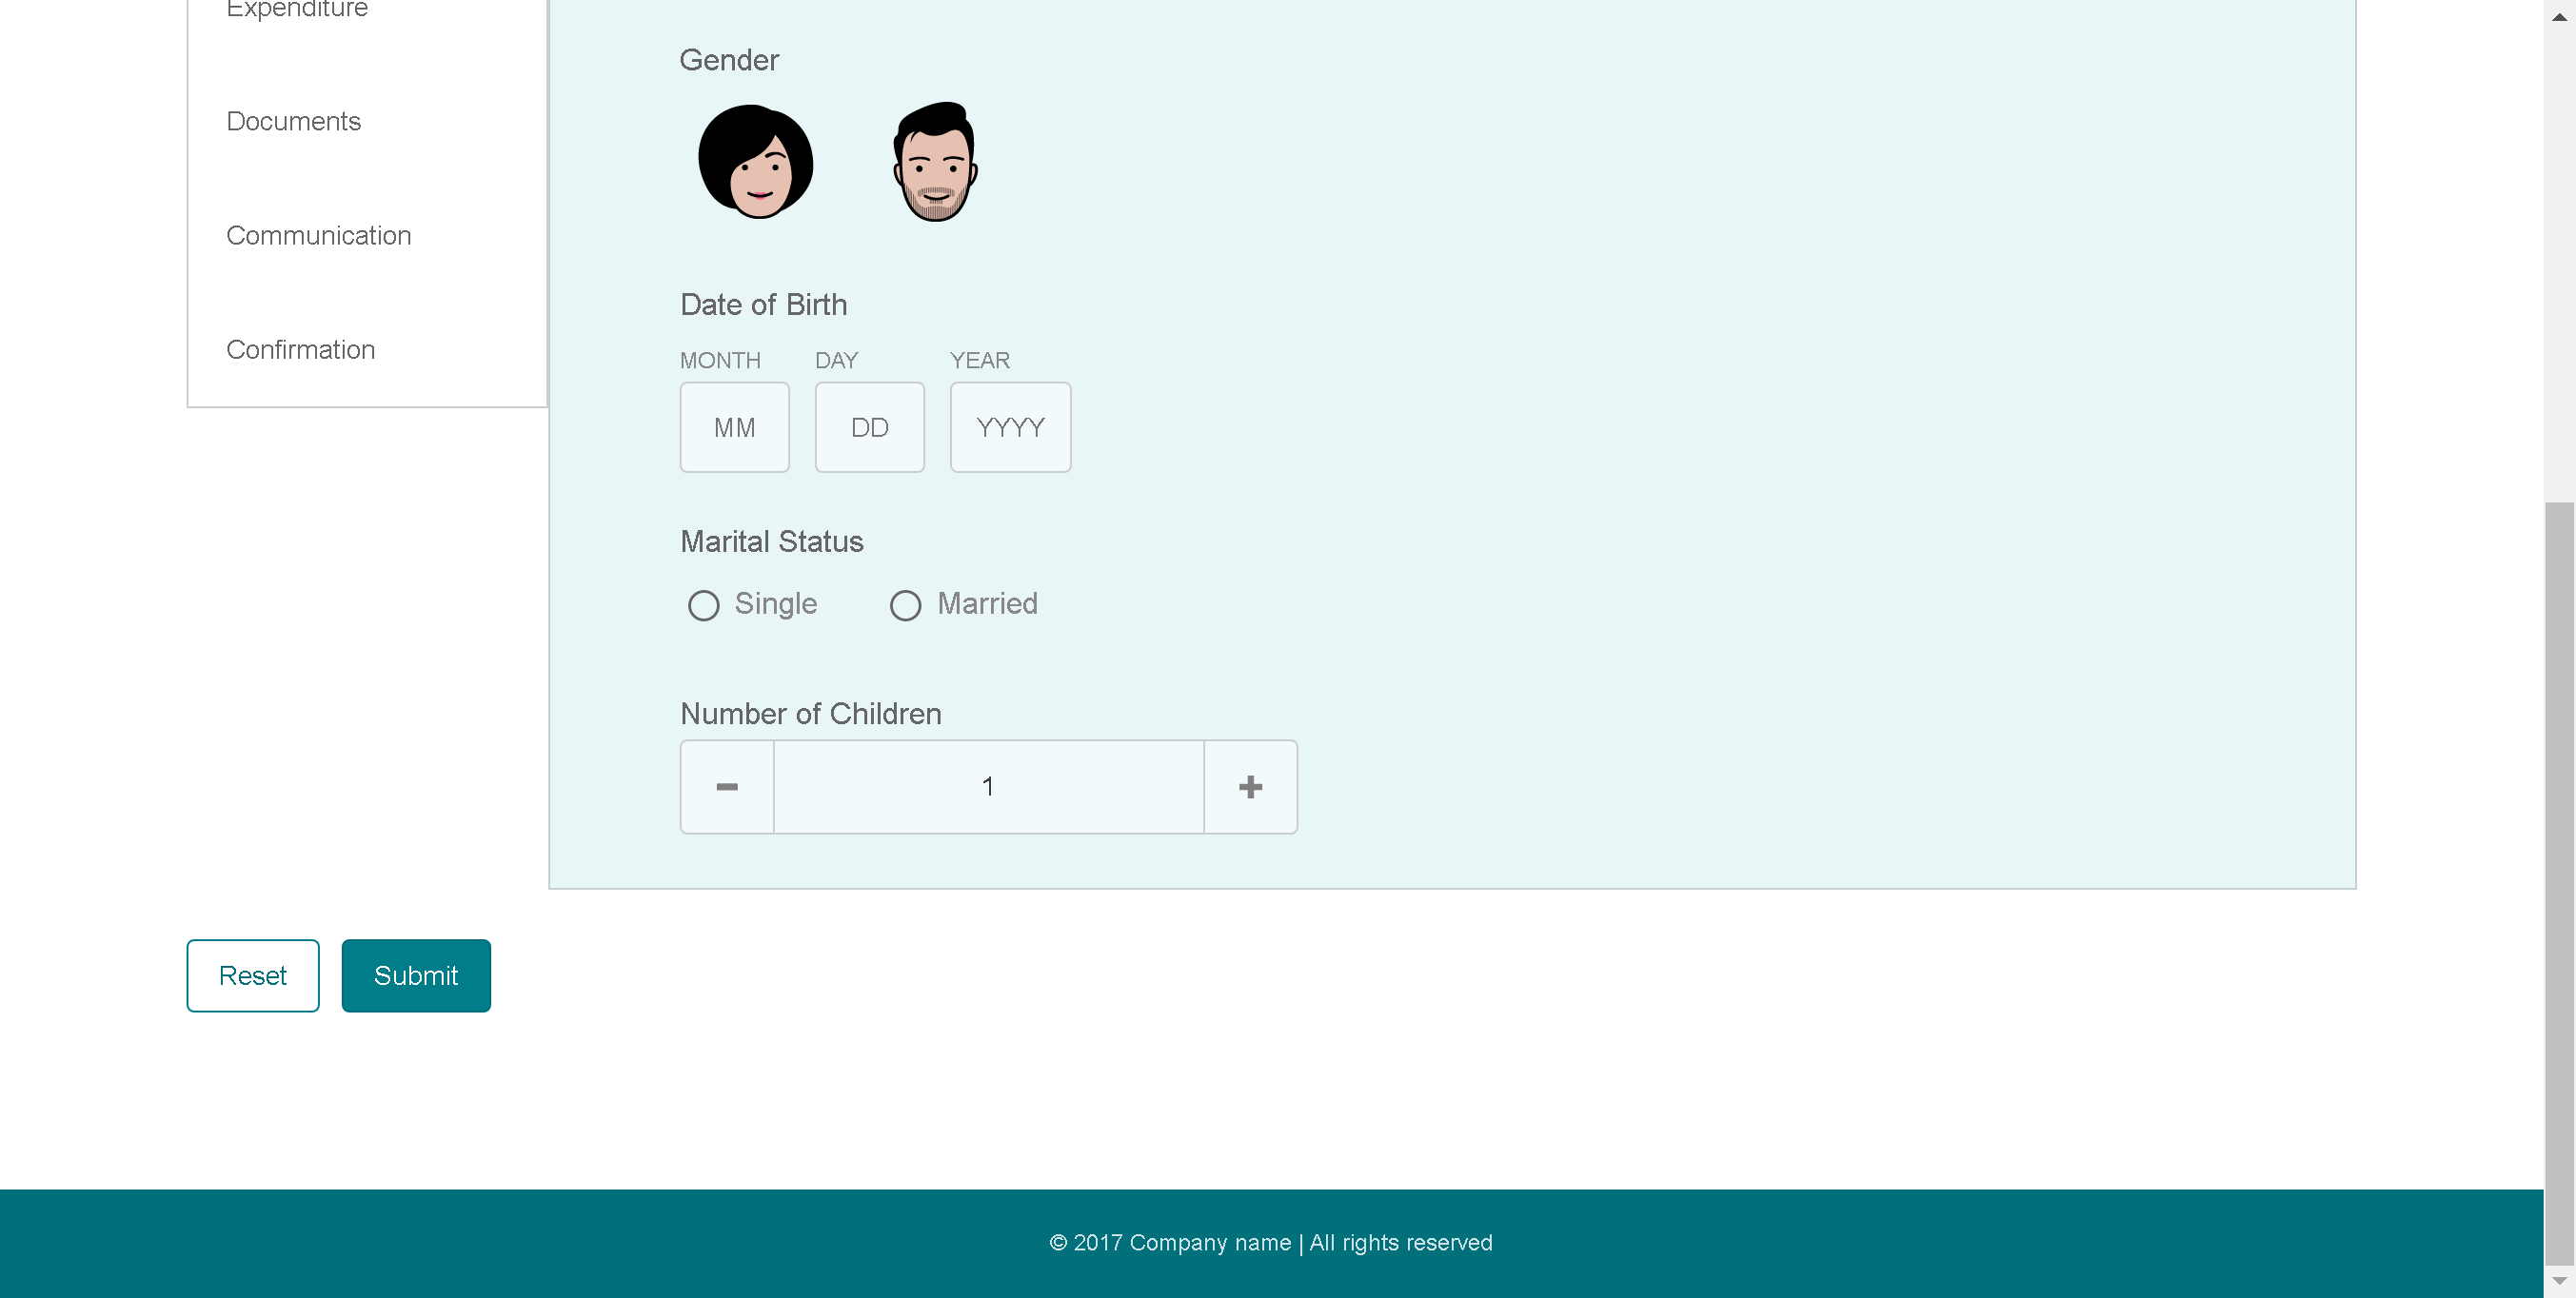 Expenditure
Documents
Communication
Confirmation
Gender
Date of Birth
MONTH DAY YEAR
MM DD YYYY
Marital Status
Single Married
Number of Children
1
Reset Submit
© 2017 Company name | All rights reserved